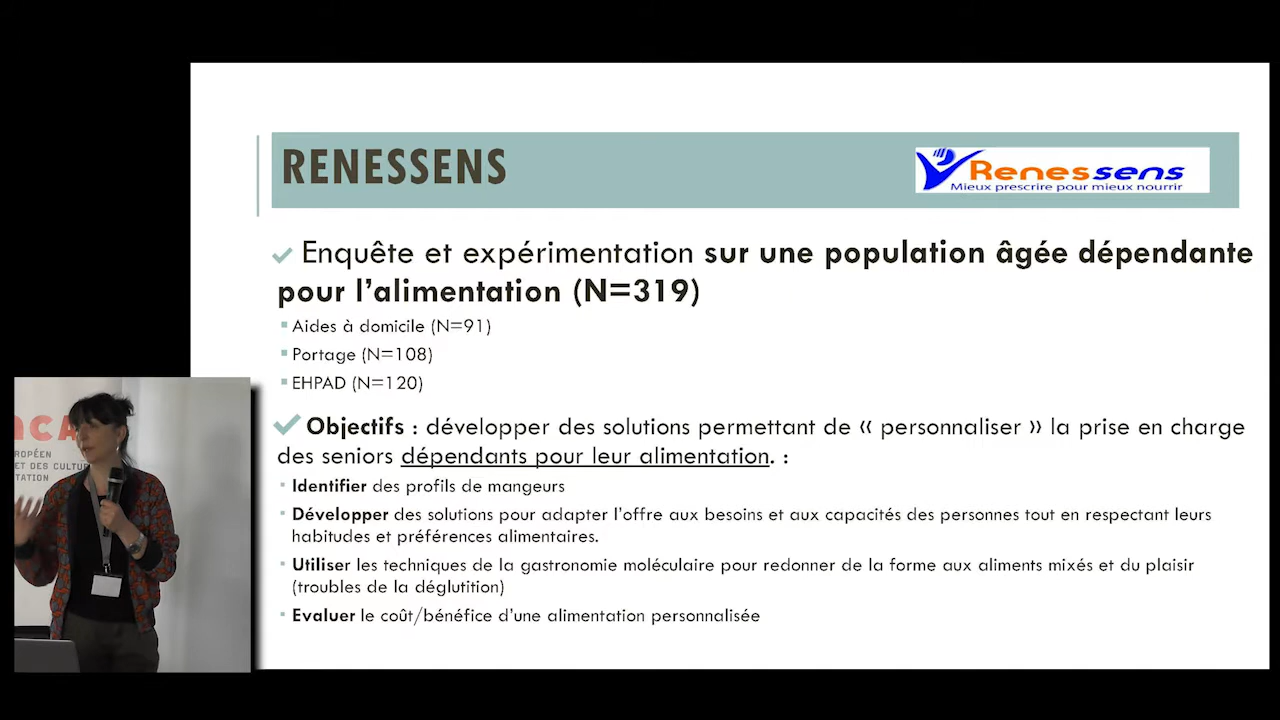 RENESSENS
Renessens
Mieux prescrire pour mieux nourrir
Enquête et expérimentation sur une population âgée dépendante
pour l'alimentation (N=319)
Aides à domicile (N=91)
Portage (N=108)
EHPAD (N=120)
Objectifs : développer des solutions permettant de « personnaliser » la prise en charge
des seniors dépendants pour leur alimentation. :
Identifier des profils de mangeurs
Développer des solutions pour adapter l'offre aux besoins et aux capacités des personnes tout en respectant leurs
habitudes et préférences alimentaires.
Utiliser les techniques de la gastronomie moléculaire pour redonner de la forme aux aliments mixés et du plaisir
(troubles de la déglutition)
Evaluer le coût/bénéfice d'une alimentation personnalisée